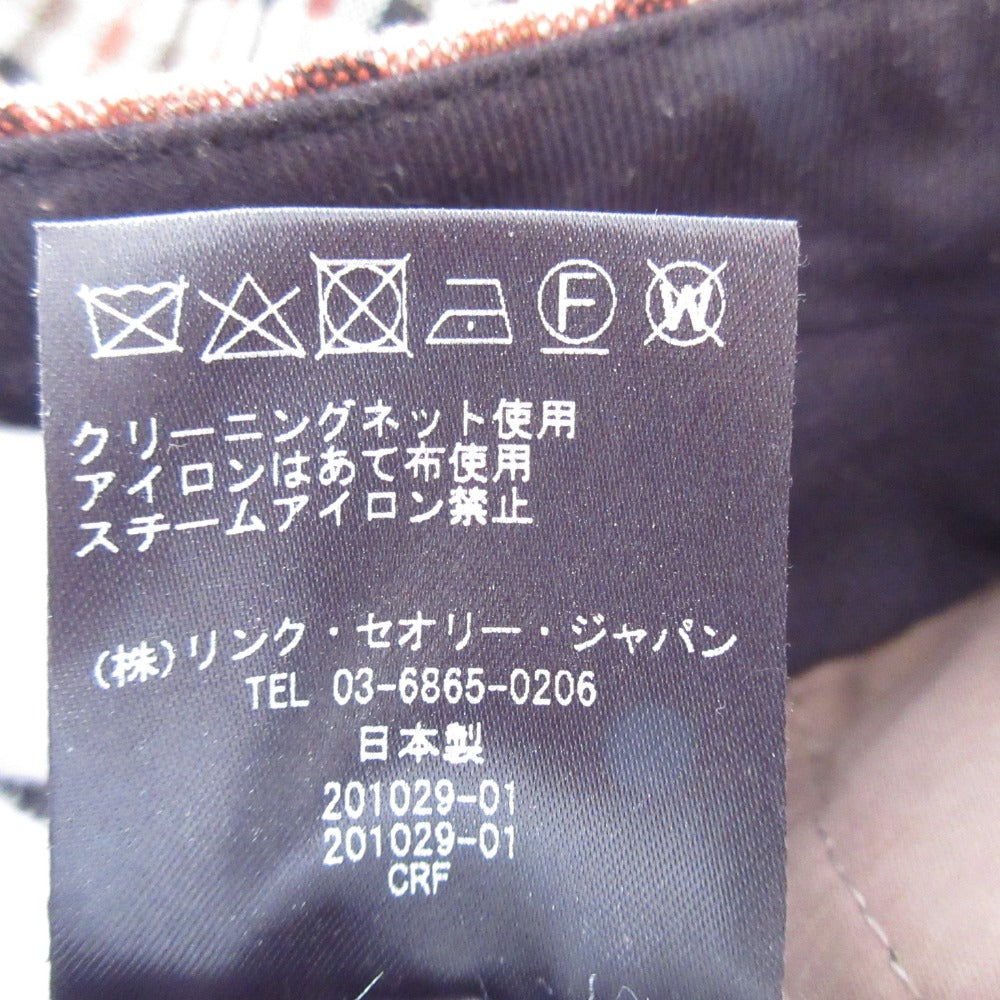 F W
クリーニングネット使用
アイロンはあて布使用
スチームアイロン禁止
(株)リンク・セオリー・ジャパン
TEL 03-6865-0206
日本製
201029-01
201029-01
CRF